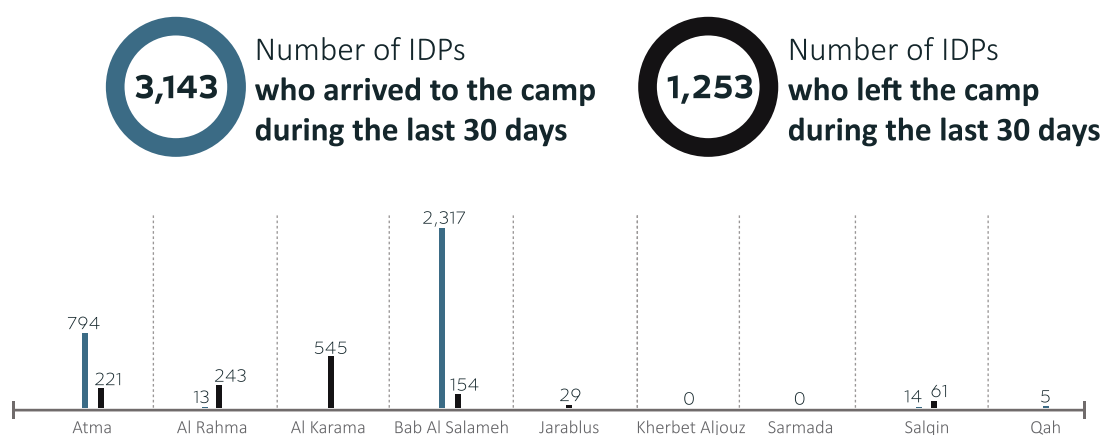 3,143
Number of IDPs
who arrived to the camp
during the last 30 days
1,253
Number of IDPs
who left the camp
during the last 30 days
2,317
794
545
221
13
243
154
29
0
0
14
61
5
Atma
Al Rahma
Al Karama
Bab Al Salameh
Jarablus
Kherbet Aljouz
Sarmada
Salqin
Qah